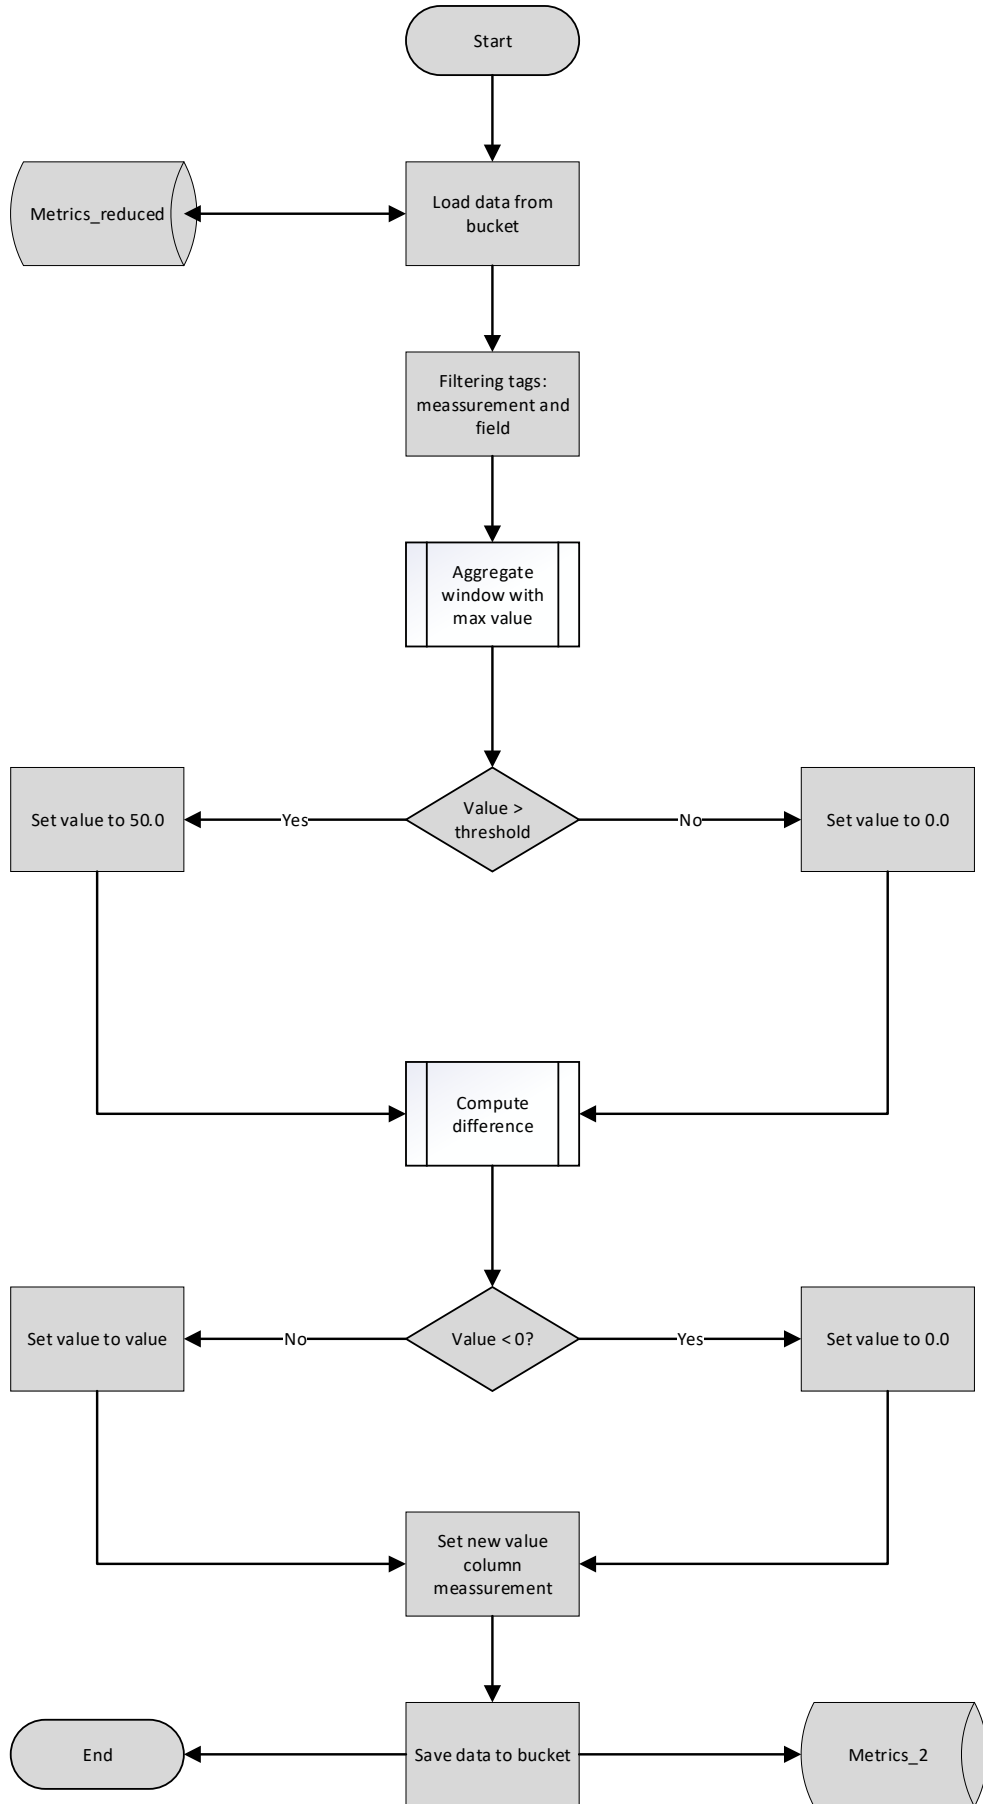 Start
Metrics_reduced
Load data from
bucket
Filtering tags:
meassurement and
field
Aggregate
window with
max value
Set value to 50.0
Yes
Value >
threshold
No
Set value to 0.0
Compute
difference
Set value to value
No
Value < 0?
Yes
Set value to 0.0
Set new value
column
meassurement
End
Save data to bucket
Metrics_2